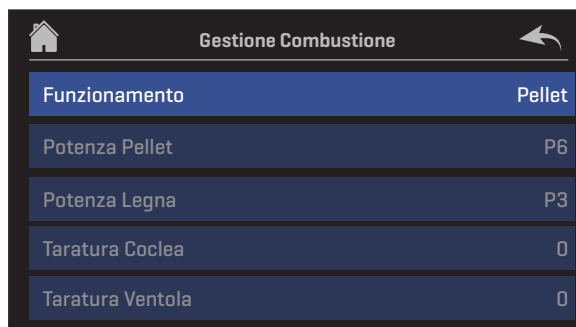 Gestione Combustione
Funzionamento Pellet
Potenza Pellet P6
Potenza Legna P3
Taratura Coclea 0
Taratura Ventola 0